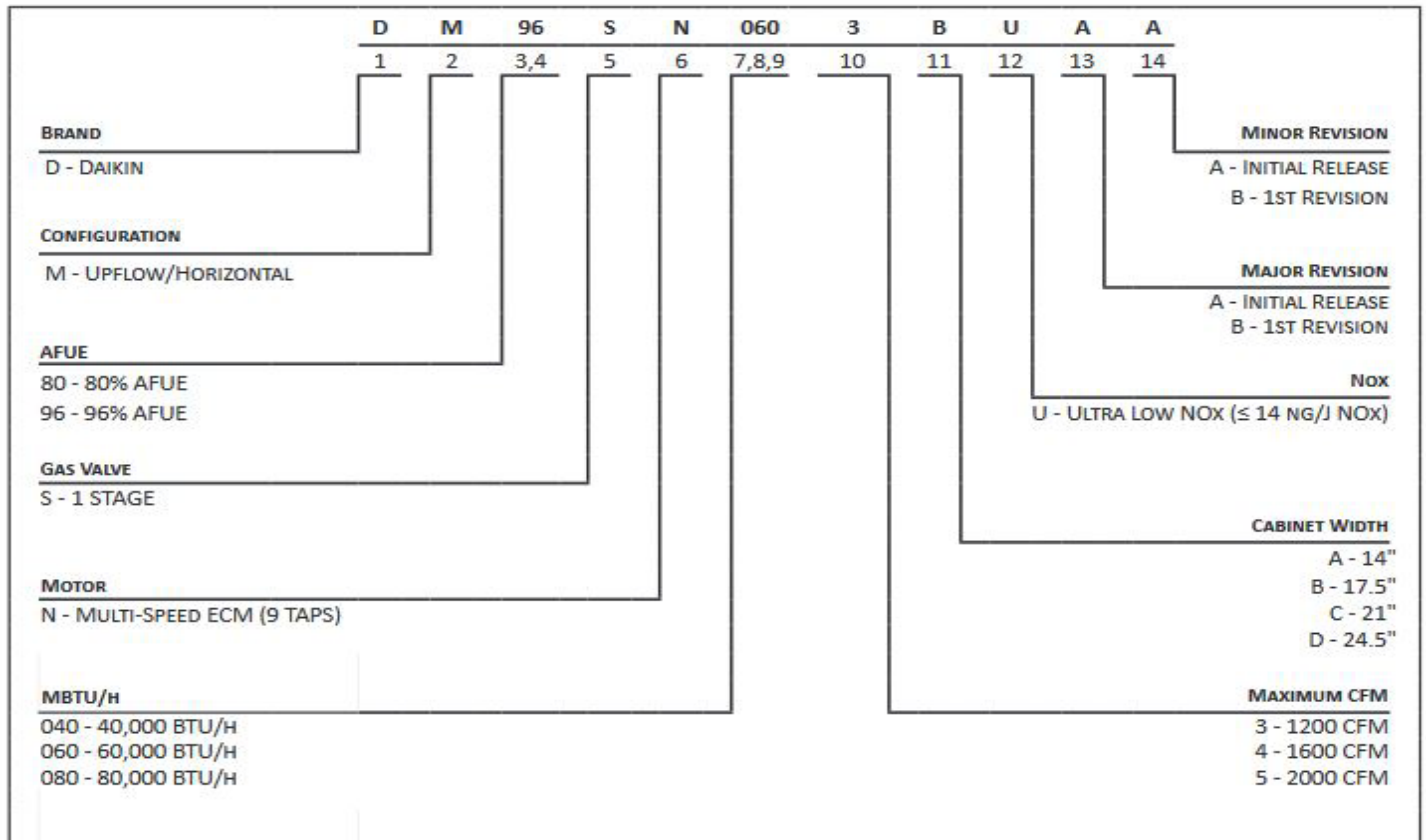 D M 96 S N 060 3 B U A A
1 2 3,4 5 6 7,8,9 10 11 12 13 14
BRAND
D - DAIKIN
CONFIGURATION
M - UPFLOW/HORIZONTAL
AFUE
80 - 80% AFUE
96 - 96% AFUE
GAS VALVE
S - 1 STAGE
MOTOR
N - MULTI-SPEED ECM (9 TAPS)
MBTU/H
040 - 40,000 BTU/H
060 - 60,000 BTU/H
080 - 80,000 BTU/H
MINOR REVISION
A - INITIAL RELEASE
B - 1ST REVISION
MAJOR REVISION
A - INITIAL RELEASE
B - 1ST REVISION
NOX
U - ULTRA LOW NOX (≤ 14 NG/J NOX)
CABINET WIDTH
A - 14"
B - 17.5"
C - 21"
D - 24.5"
MAXIMUM CFM
3 - 1200 CFM
4 - 1600 CFM
5 - 2000 CFM